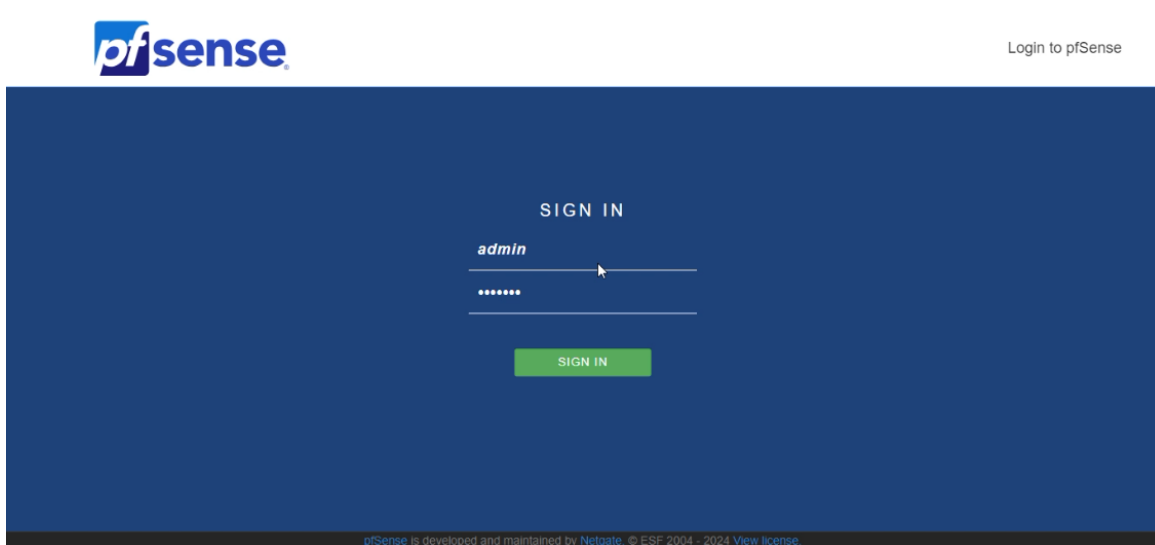 pfsense
Login to pfSense
SIGN IN
admin
•••••••
SIGN IN
pfSense is developed and maintained by Netgate. © ESF 2004 - 2024 View license.